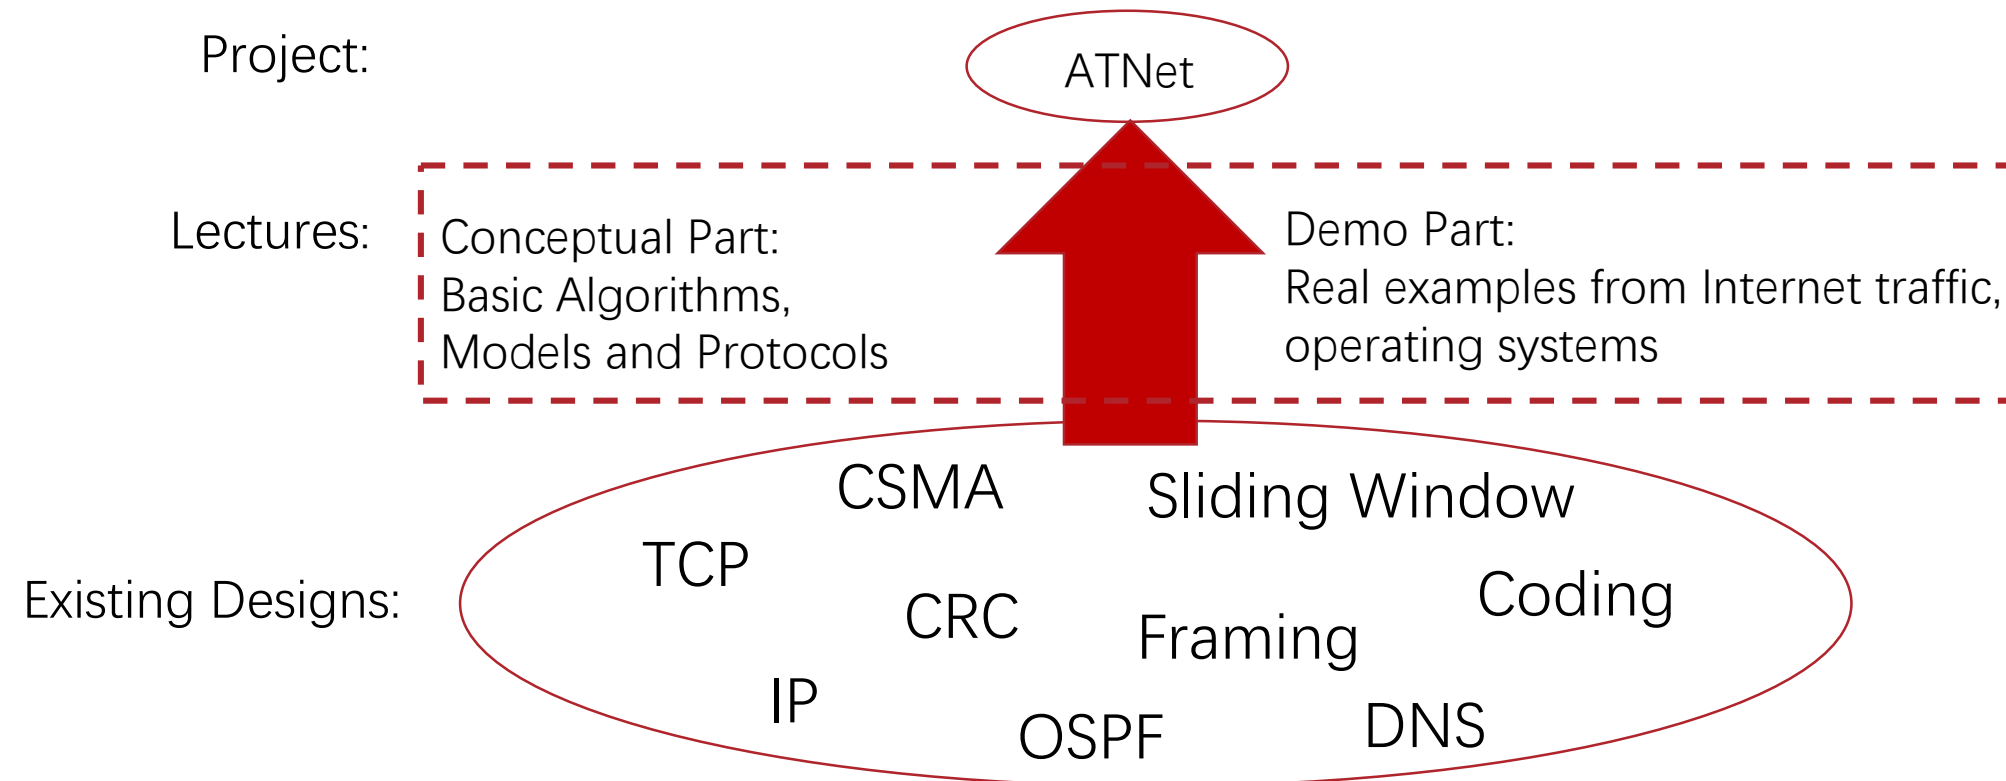 Project:
ATNet
Lectures:
Conceptual Part:
Basic Algorithms,
Models and Protocols
Demo Part:
Real examples from Internet traffic,
operating systems
Existing Designs:
CSMA
Sliding Window
TCP
CRC
Framing
Coding
IP
OSPF
DNS